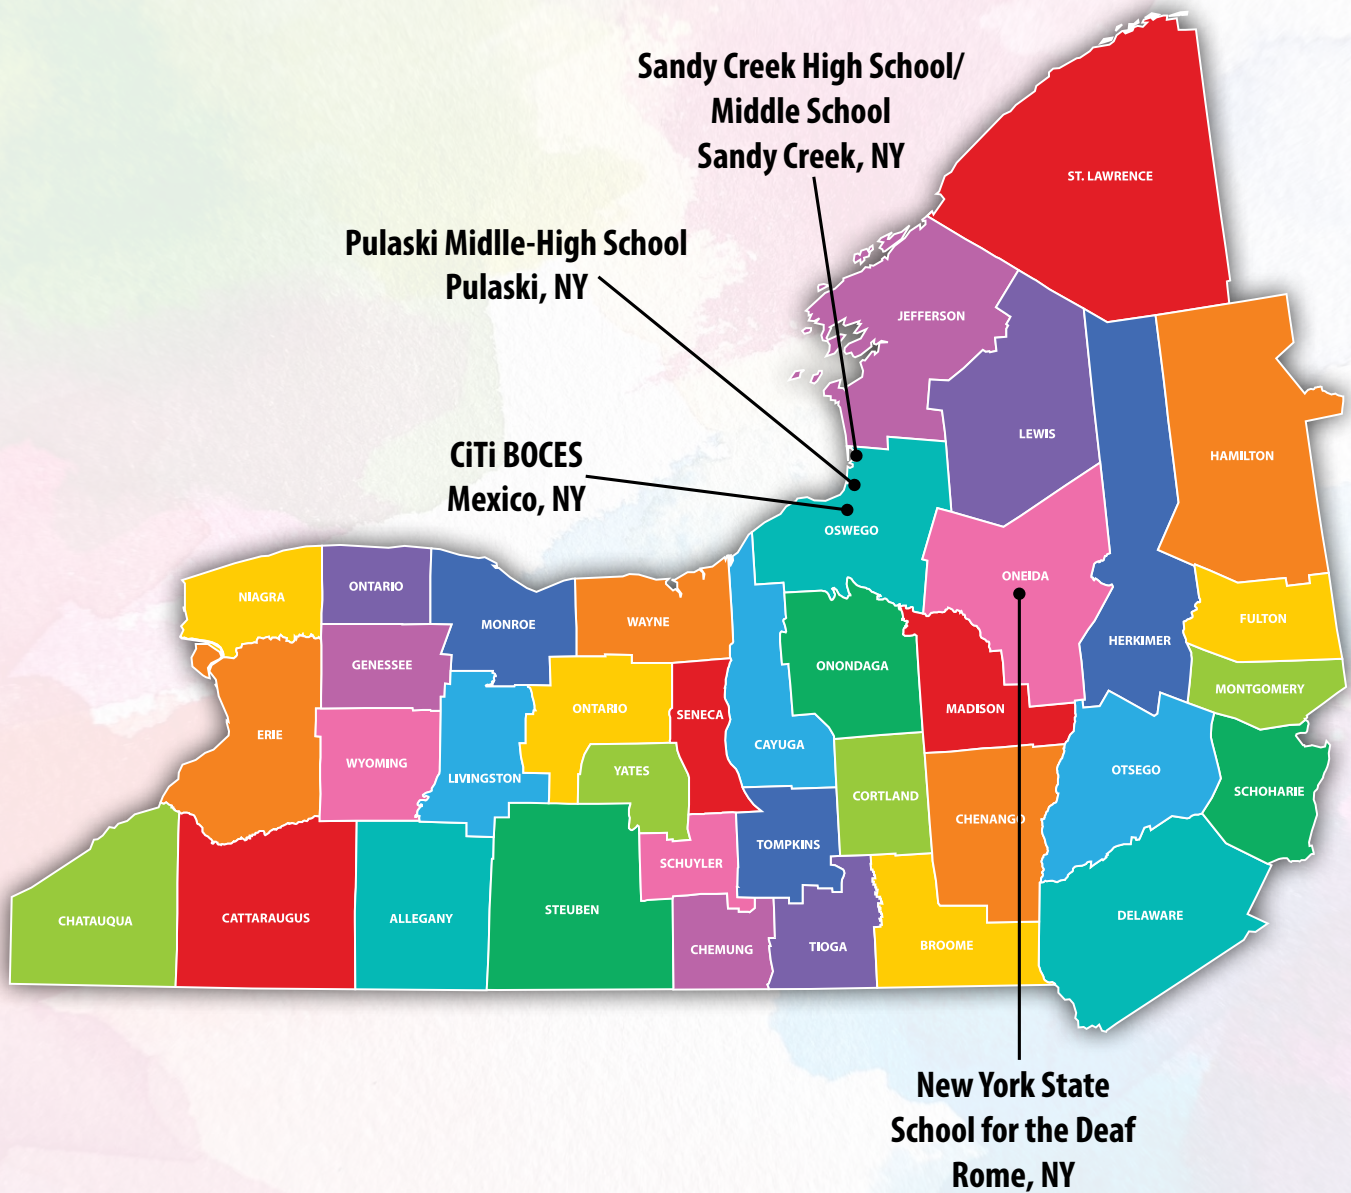 Sandy Creek High School/
Middle School
Sandy Creek, NY
ST. LAWRENCE
Pulaski Midlle-High School
Pulaski, NY
JEFFERSON
LEWIS
HAMILTON
CiTi BOCES
Mexico, NY
OSWEGO
ONEIDA
NIAGRA
ONTARIO
MONROE
WAYNE
HERKIMER
FULTON
GENESSEE
ONONDAGA
MONTGOMERY
ONTARIO
SENECA
MADISON
ERIE
WYOMING
LIVINGSTON
YATES
CAYUGA
OTSEGO
CORTLAND
SCHOHARIE
CHENANGO
TOMPKINS
SCHUYLER
CHATAUQUA
CATTARAUGUS
ALLEGANY
STEUBEN
DELAWARE
CHEMUNG
TIOGA
BROOME
New York State
School for the Deaf
Rome, NY